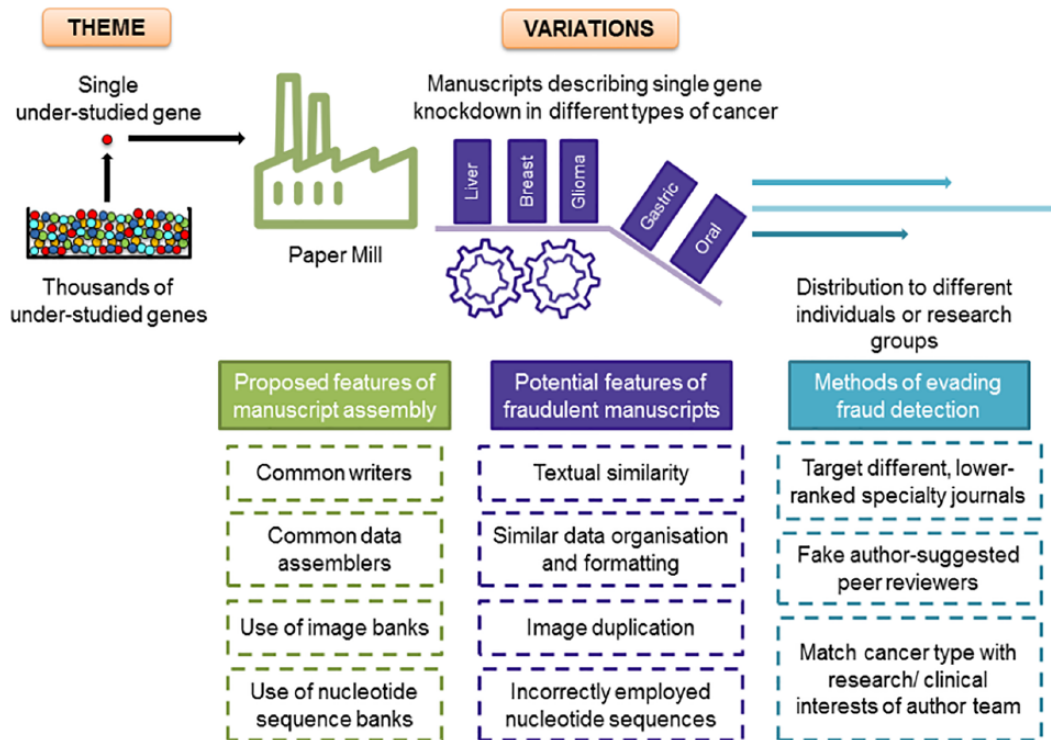 THEME
VARIATIONS
Single
under-studied gene
Thousands of
under-studied genes
Paper Mill
Manuscripts describing single gene
knockdown in different types of cancer
Liver
Breast
Glioma
Gastric
Oral
Distribution to different
individuals or research
groups
Proposed features of
manuscript assembly
Common writers
Common data
assemblers
Use of image banks
Use of nucleotide
sequence banks
Potential features of
fraudulent manuscripts
Textual similarity
Similar data organisation
and formatting
Image duplication
Incorrectly employed
nucleotide sequences
Methods of evading
fraud detection
Target different, lower-
ranked specialty journals
Fake author-suggested
peer reviewers
Match cancer type with
research/ clinical
interests of author team